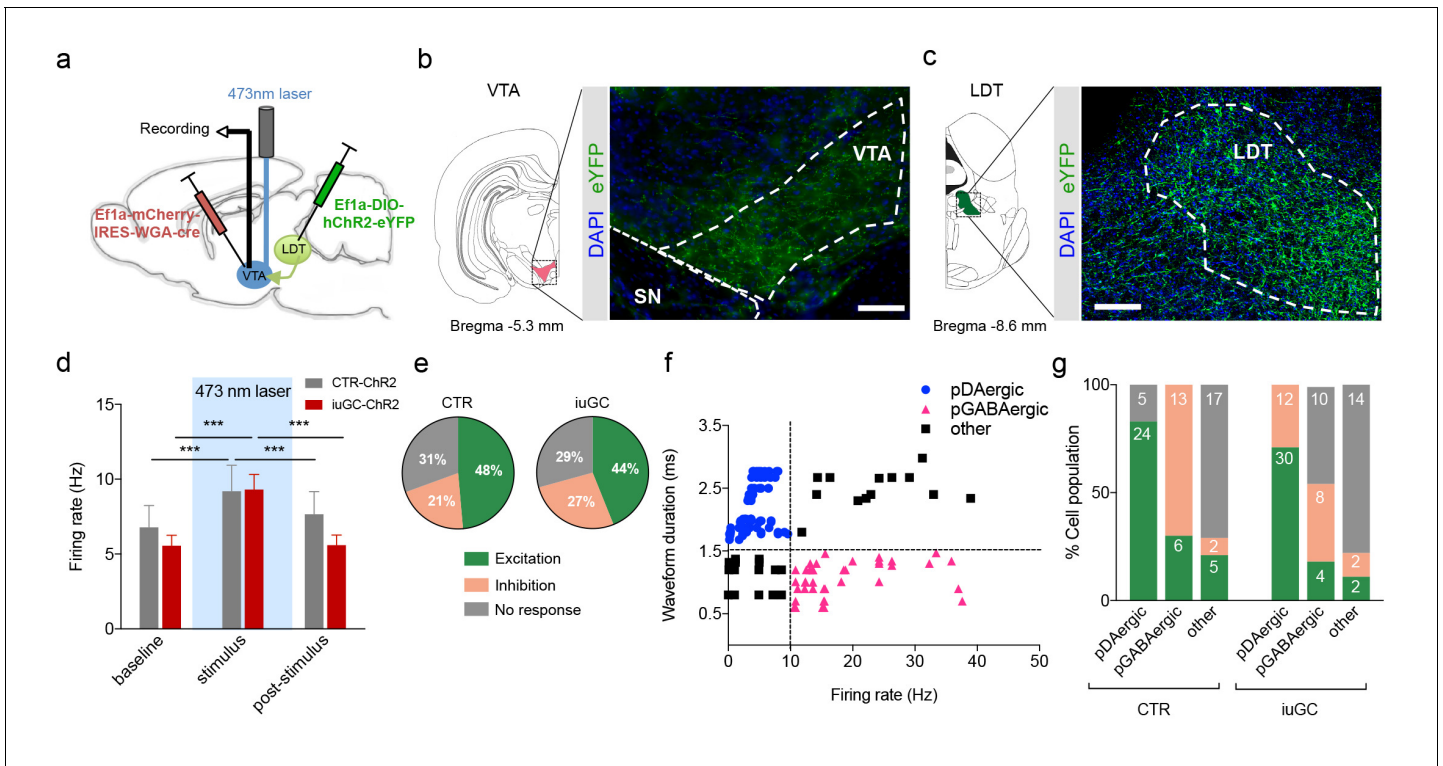 a
473nm laser
Recording
Ef1a-mCherry-
IRES-WGA-cre
Ef1a-DIO-
hChR2-eYFP
LDT
VTA
b
VTA
DAPI eYFP
VTA
SN
Bregma -5.3 mm
c
LDT
DAPI eYFP
LDT
Bregma -8.6 mm
d
473 nm laser
CTR-ChR2
iuGC-ChR2
Firing rate (Hz)
15
10
5
0
***
***
***
***
baseline
stimulus
post-stimulus
e
CTR
31%
48%
21%
iuGC
29%
44%
27%
Excitation
Inhibition
No response
f
pDAergic
pGABAergic
other
Waveform duration (ms)
3.5
2.5
1.5
0.5
0
10
20
30
40
50
Firing rate (Hz)
g
% Cell population
100
50
0
5
24
13
6
17
2
5
12
30
10
8
4
14
2
2
pDAergic
pGABAergic
other
pDAergic
pGABAergic
other
CTR
iuGC